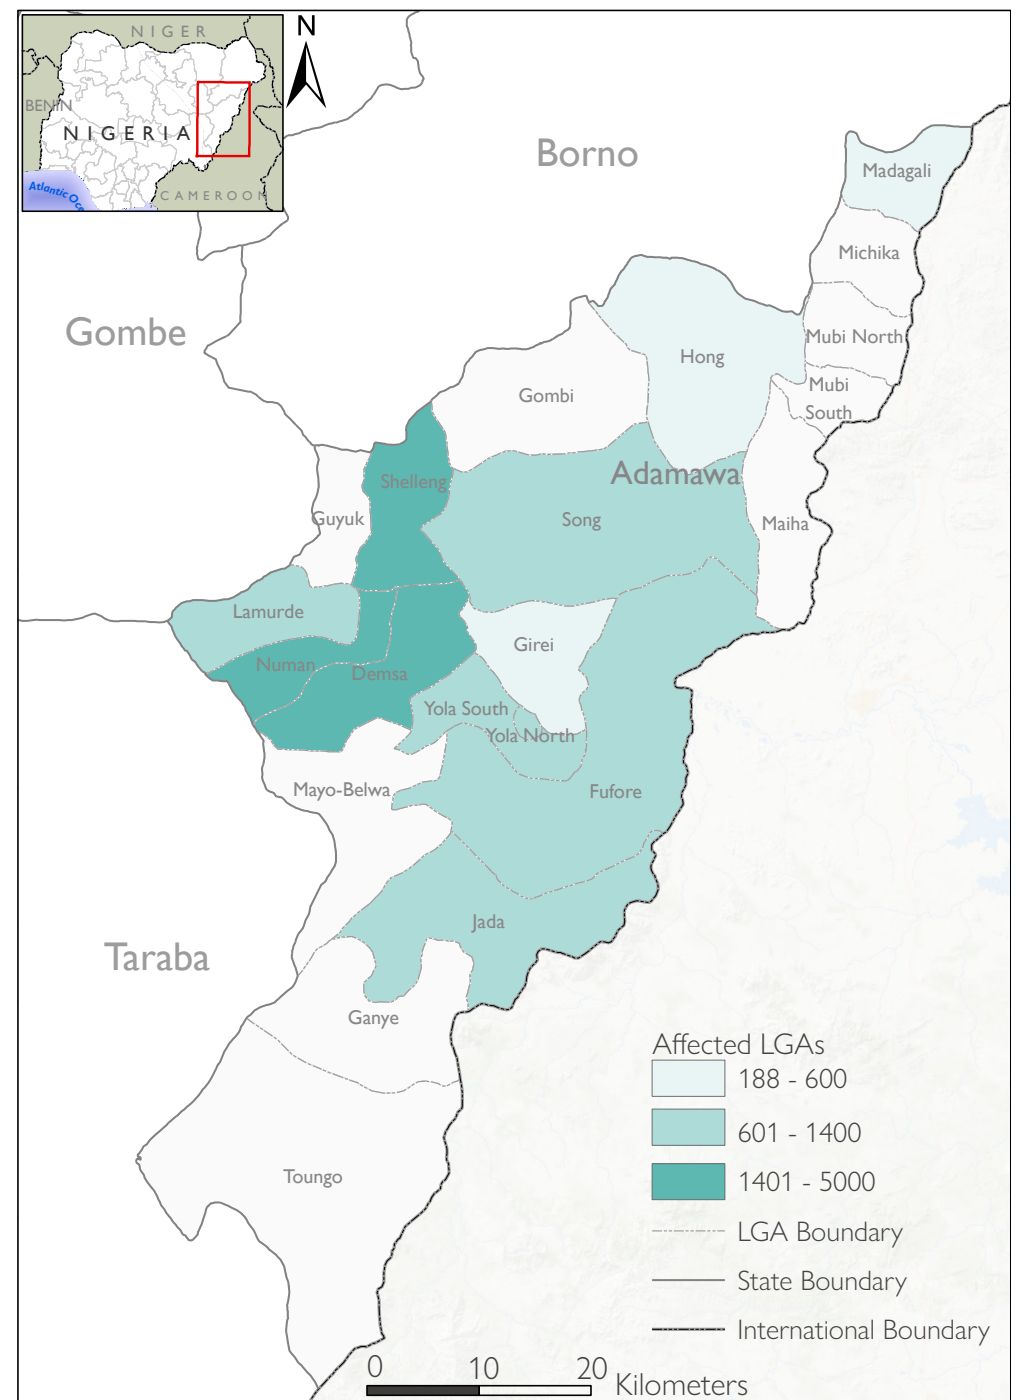 NIGER
BENIN
NIGERIA
CAMEROON
Atlantic Oce
N
Borno
Madagali
Michika
Gombe
Mubi North
Hong
Mubi
South
Gombi
Adamawa
Shelleng
Guyuk
Song
Maiha
Lamurde
Girei
Numan
Demsa
Yola South
Yola North
Mayo-Belwa
Fufore
Jada
Taraba
Ganye
Toungo
Affected LGAs
188 - 600
601 - 1400
1401 - 5000
LGA Boundary
State Boundary
International Boundary
0 10 20
Kilometers